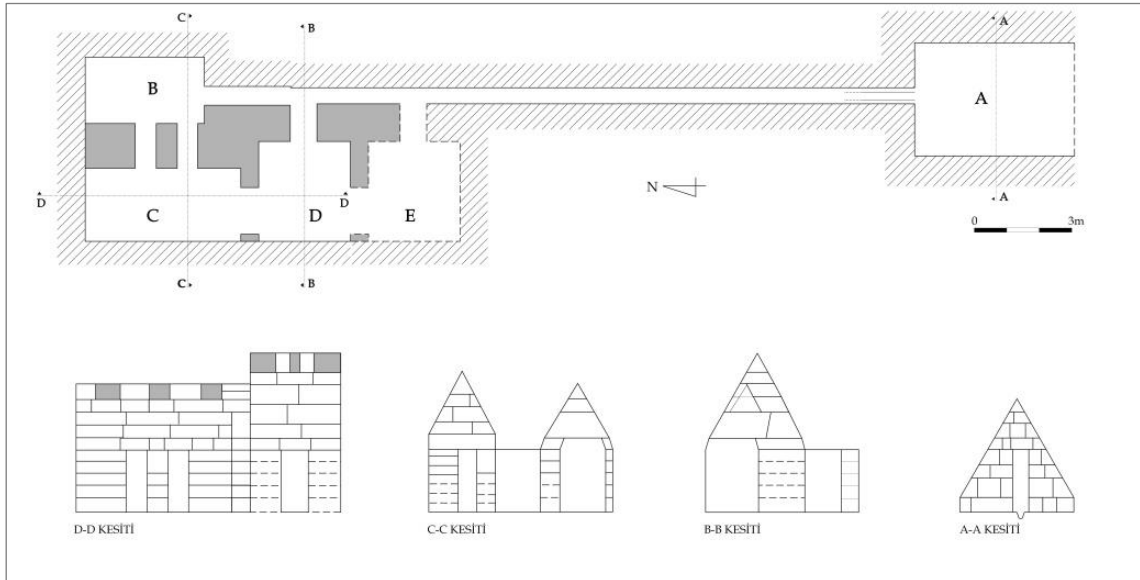 C C
B B
A A
B
A
N
D D
C D E
0 3m
A
C C
B B
D-D KESİTİ C-C KESİTİ B-B KESİTİ A-A KESİTİ